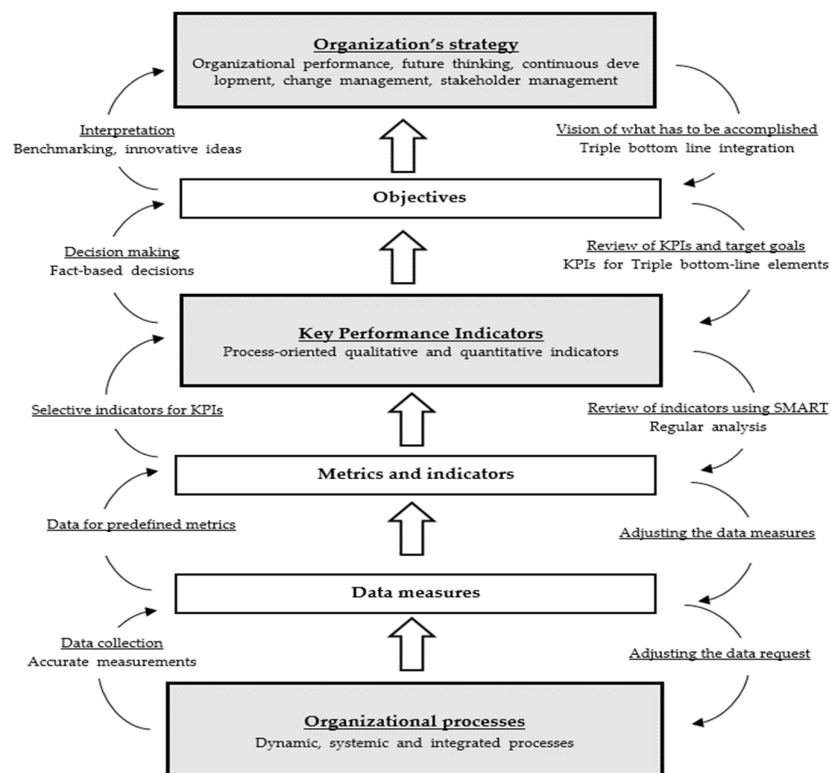 Organization's strategy
Organizational performance, future thinking, continuous deve
lopment, change management, stakeholder management
Interpretation
Benchmarking, innovative ideas
Vision of what has to be accomplished
Triple bottom line integration
Objectives
Decision making
Fact-based decisions
Review of KPIs and target goals
KPIs for Triple bottom-line elements
Key Performance Indicators
Process-oriented qualitative and quantitative indicators
Selective indicators for KPIs
Review of indicators using SMART
Regular analysis
Metrics and indicators
Data for predefined metrics
Adjusting the data measures
Data measures
Data collection
Accurate measurements
Adjusting the data request
Organizational processes
Dynamic, systemic and integrated processes